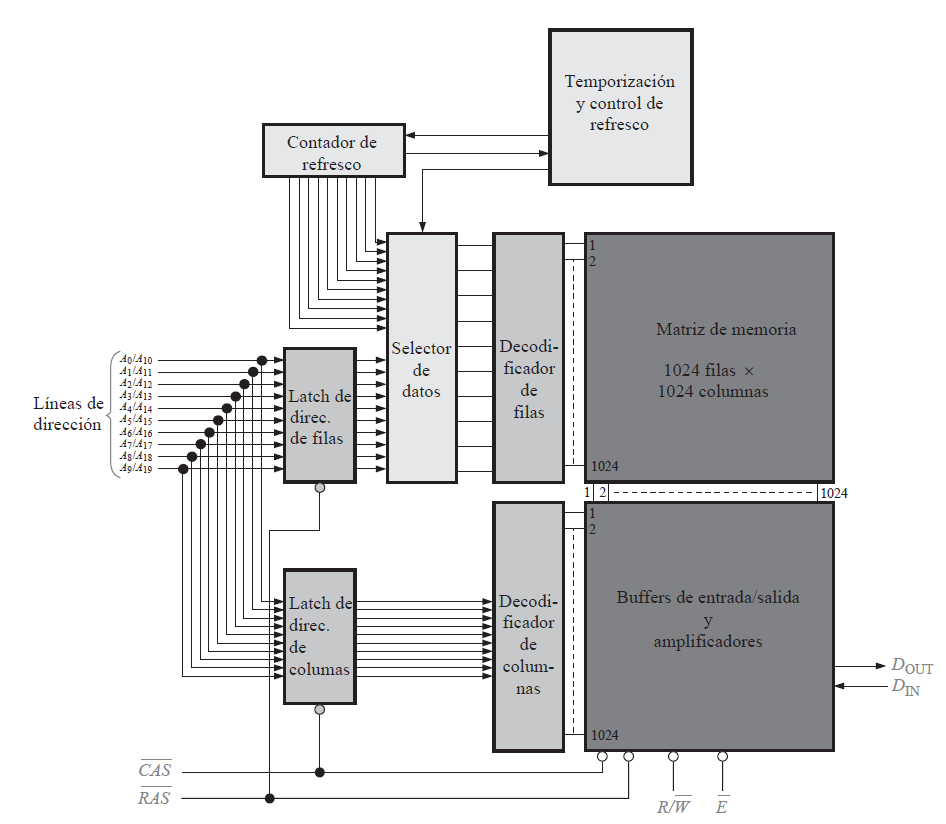 Temporización
y control de
refresco
Contador de
refresco
1
2
Matriz de memoria
1024 filas ×
1024 columnas
1024
Selector
de
datos
Decodi-
ficador
de
filas
Líneas de
dirección
A0/A10
A1/A11
A2/A12
A3/A13
A4/A14
A5/A15
A6/A16
A7/A17
A8/A18
A9/A19
Latch de
direc.
de filas
1 2 1024
1
2
Buffers de entrada/salida
y
amplificadores
1024
Latch de
direc.
de
columas
Decodi-
ficador
de
colum-
nas
DOUT
DIN
CAS
RAS
R/W
E